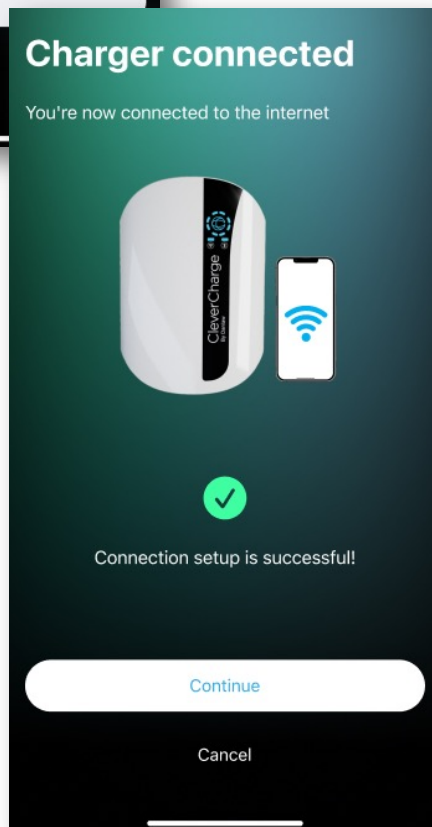 Charger connected
You're now connected to the internet
CleverCharge
Connection setup is successful!
Continue
Cancel